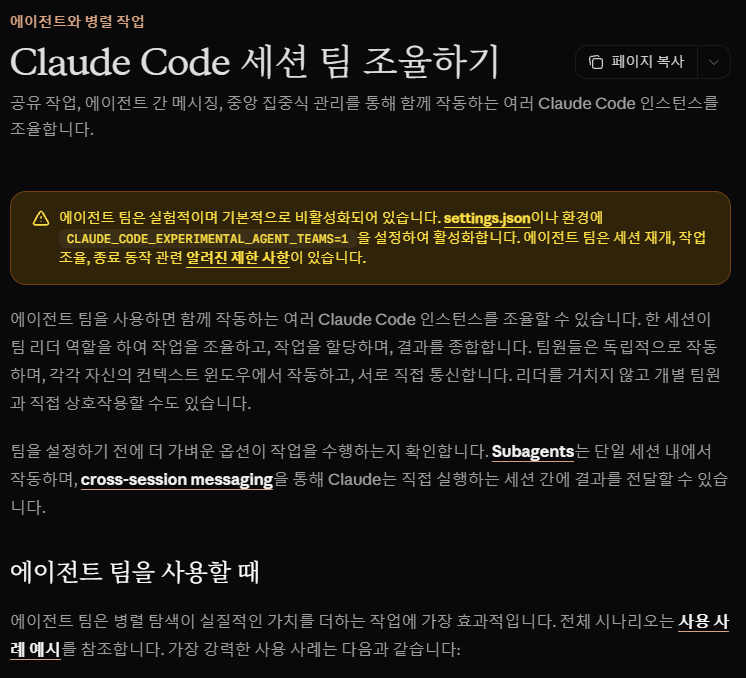 에이전트와 병렬 작업
Claude Code 세션 팀 조율하기
페이지 복사
공유 작업, 에이전트 간 메시징, 중앙 집중식 관리를 통해 함께 작동하는 여러 Claude Code 인스턴스를
조율합니다.
에이전트 팀은 실험적이며 기본적으로 비활성화되어 있습니다. settings.json이나 환경에
CLAUDE_CODE_EXPERIMENTAL_AGENT_TEAMS=1 을 설정하여 활성화합니다. 에이전트 팀은 세션 재개, 작업
조율, 종료 동작 관련 알려진 제한 사항이 있습니다.
에이전트 팀을 사용하면 함께 작동하는 여러 Claude Code 인스턴스를 조율할 수 있습니다. 한 세션이
팀 리더 역할을 하여 작업을 조율하고, 작업을 할당하며, 결과를 종합합니다. 팀원들은 독립적으로 작동
하며, 각각 자신의 컨텍스트 윈도우에서 작동하고, 서로 직접 통신합니다. 리더를 거치지 않고 개별 팀원
과 직접 상호작용할 수도 있습니다.
팀을 설정하기 전에 더 가벼운 옵션이 작업을 수행하는지 확인합니다. Subagents는 단일 세션 내에서
작동하며, cross-session messaging을 통해 Claude는 직접 실행하는 세션 간에 결과를 전달할 수 있습
니다.
에이전트 팀을 사용할 때
에이전트 팀은 병렬 탐색이 실질적인 가치를 더하는 작업에 가장 효과적입니다. 전체 시나리오는 사용 사
례 예시를 참조합니다. 가장 강력한 사용 사례는 다음과 같습니다: